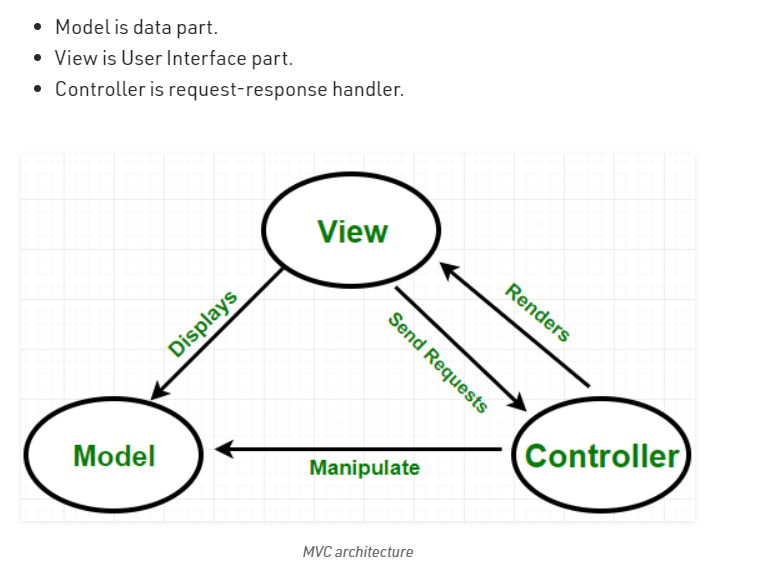 Model is data part.
View is User Interface part.
Controller is request-response handler.
View
Displays
Send Requests
Renders
Model
Manipulate
Controller
MVC architecture